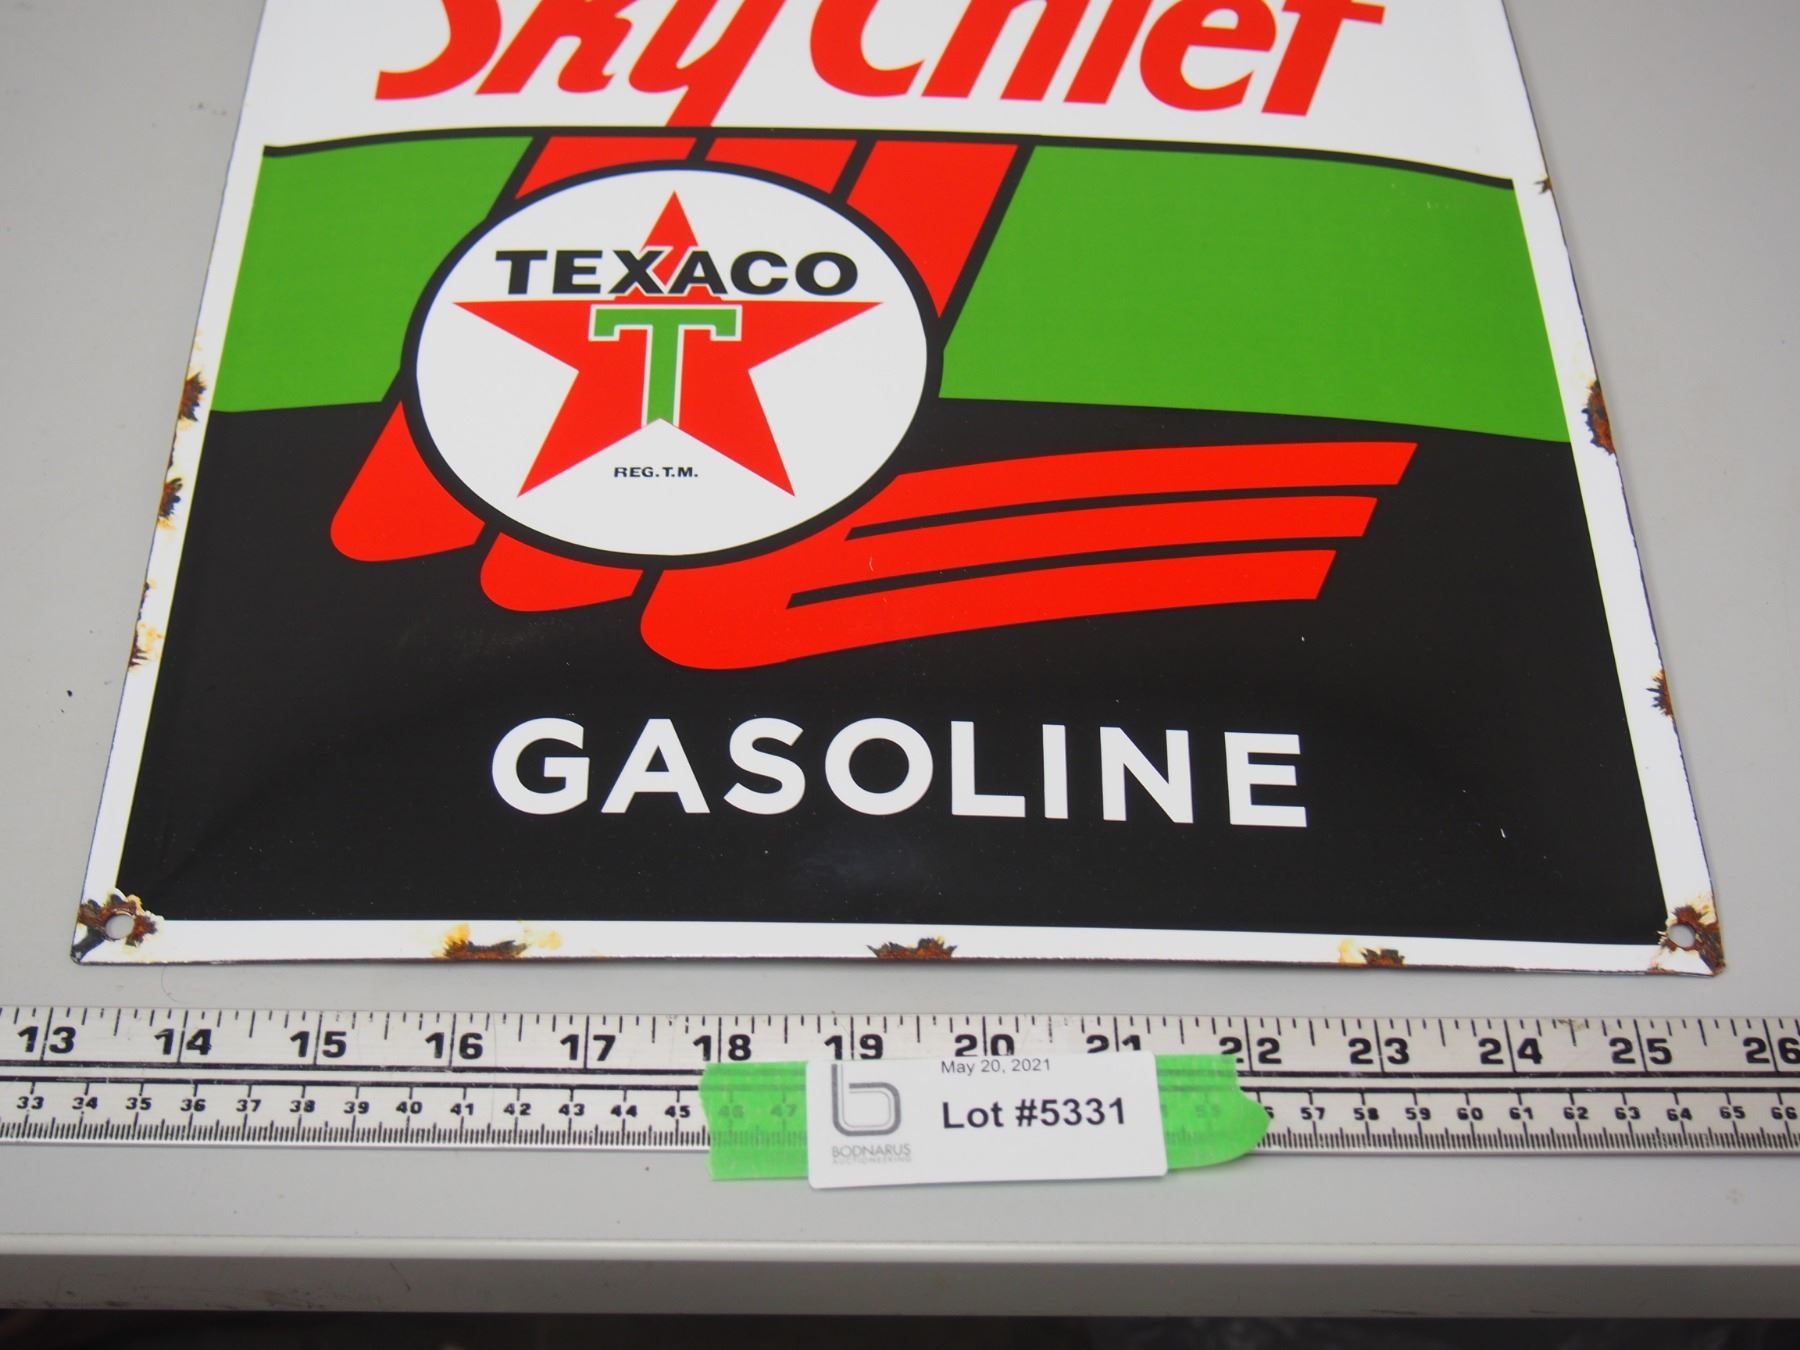 Sky Chief
TEXACO
T
REG. T.M.
GASOLINE
13 14 15 16 17 18 19 20 21 22 23 24 25 26
33 34 35 36 37 38 39 40 41 42 43 44 45 46 47 53 57 58 59 60 61 62 63 64 65 66
May 20, 2021
Lot #5331
BODNARUS
AUCTIONEERING